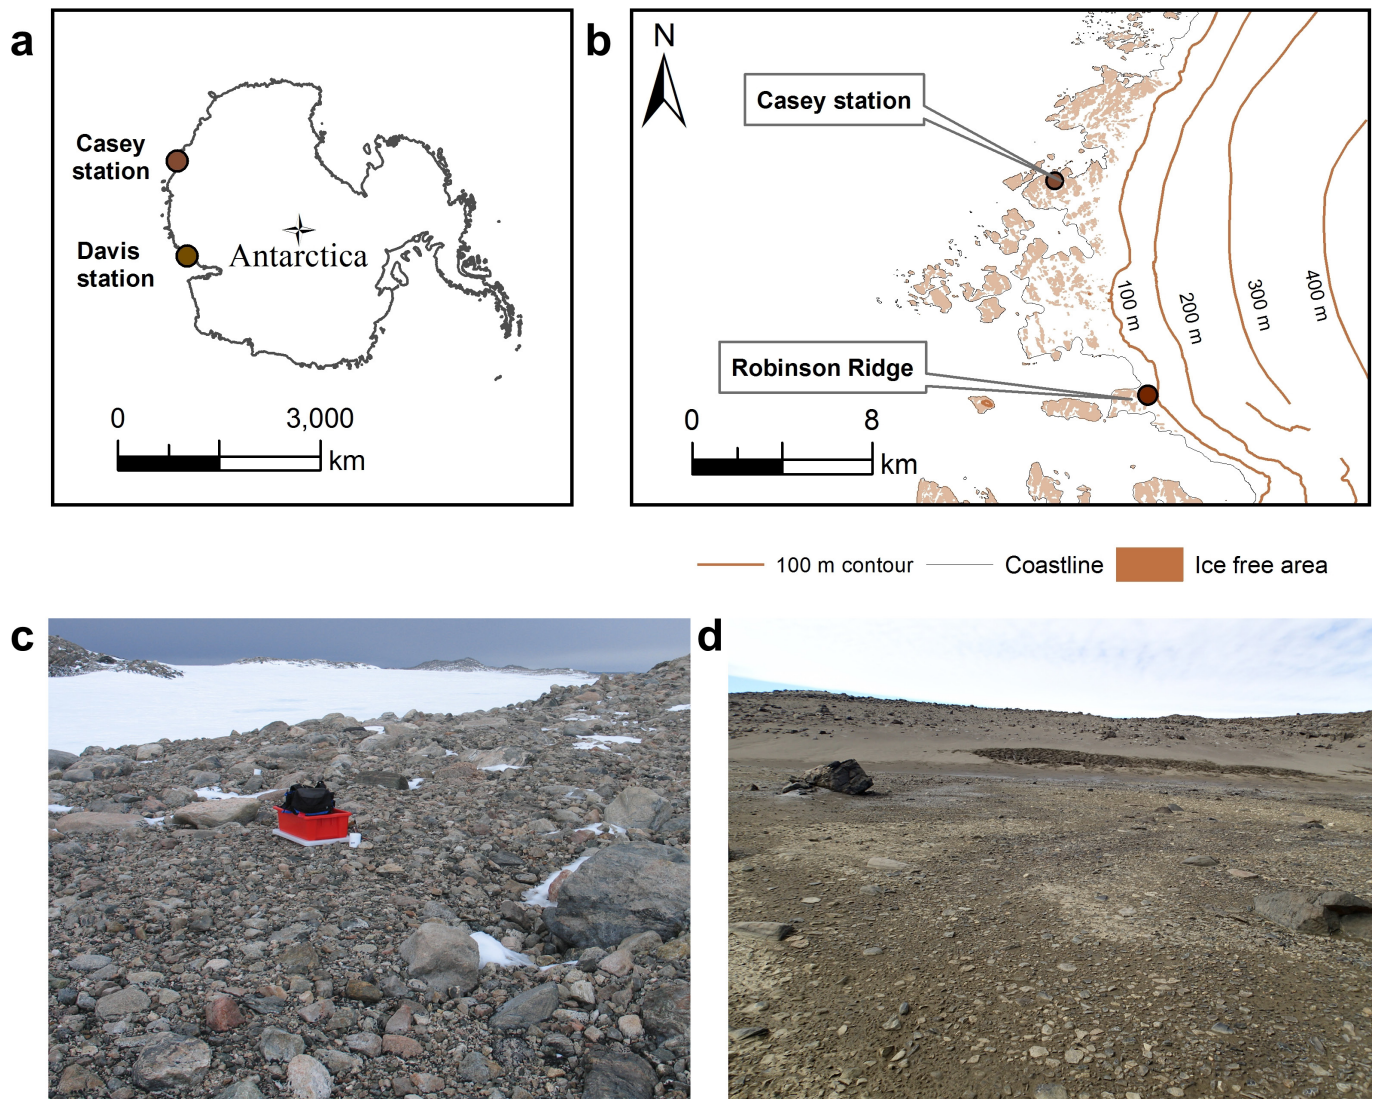 a
Casey
station
Davis
station
Antarctica
0 3,000
km
b
N
Casey station
100 m
200 m
300 m
400 m
Robinson Ridge
0 8
km
100 m contour Coastline Ice free area
c
d